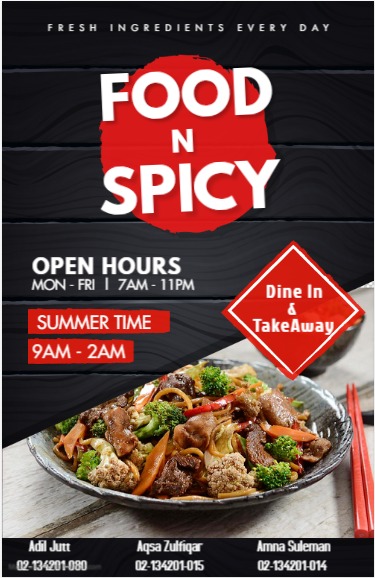 FRESH INGREDIENTS EVERY DAY
FOOD
N
SPICY
OPEN HOURS
MON - FRI | 7AM - 11PM
SUMMER TIME
9AM - 2AM
Dine In
&
TakeAway
Adil Jutt Aqsa Zulfiqar Amna Suleman
02-134201-080 02-134201-015 02-134201-014